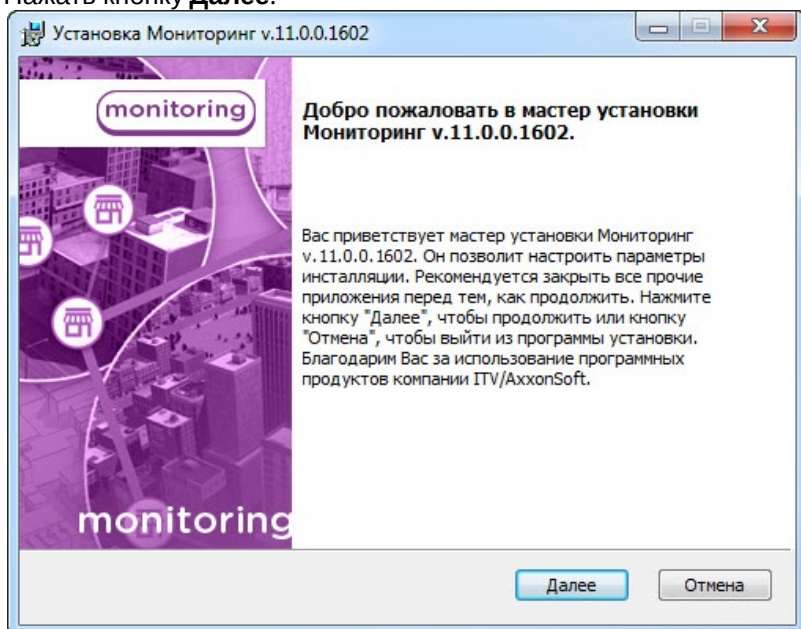 Нажать кнопку Далее.
Установка Мониторинг v.11.0.0.1602
monitoring
Добро пожаловать в мастер установки
Мониторинг v.11.0.0.1602.
Вас приветствует мастер установки Мониторинг
v.11.0.0.1602. Он позволит настроить параметры
инсталляции. Рекомендуется закрыть все прочие
приложения перед тем, как продолжить. Нажмите
кнопку "Далее", чтобы продолжить или кнопку
"Отмена", чтобы выйти из программы установки.
Благодарим Вас за использование программных
продуктов компании ITV/AxxonSoft.
monitoring
Далее
Отмена